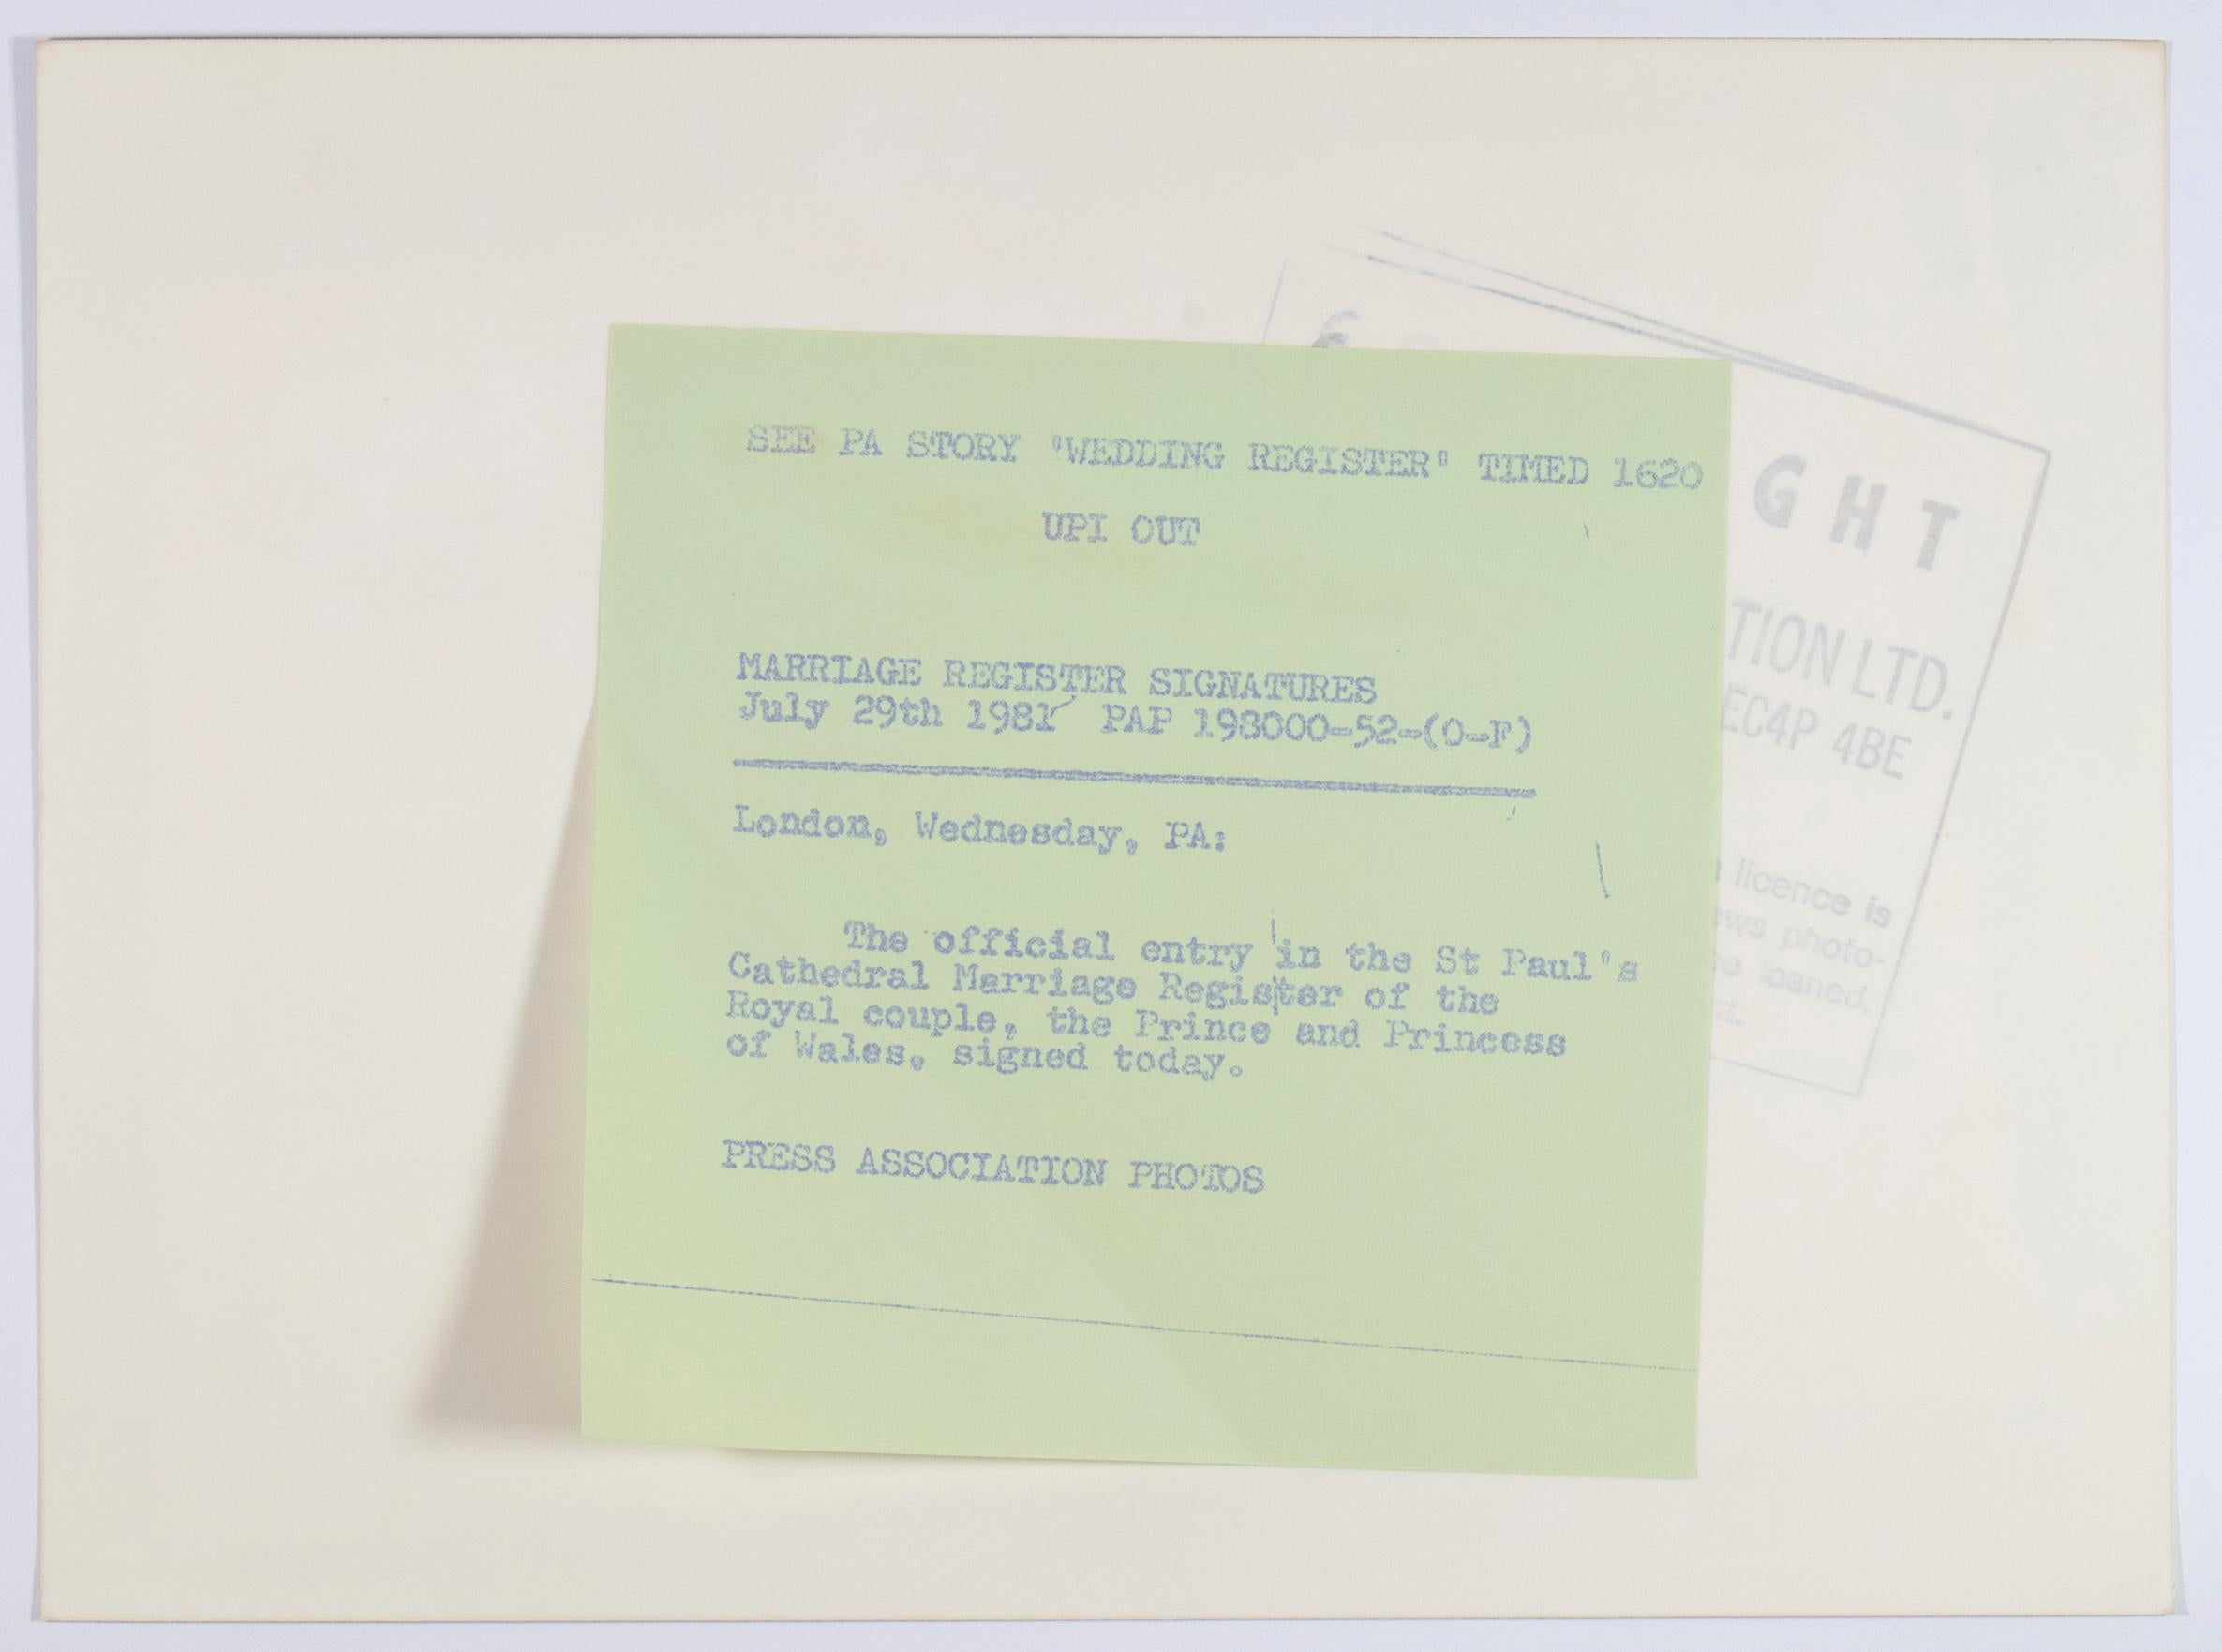 SEE PA STORY 'WEDDING REGISTER' TIMED 1620
UPI OUT
MARRIAGE REGISTER SIGNATURES
July 29th 1981 PAP 198000-52-(O-F)
London, Wednesday, PA:
The official entry in the St Paul's
Cathedral Marriage Register of the
Royal couple, the Prince and Princess
of Wales, signed today.
PRESS ASSOCIATION PHOTOS
GHT
TION LTD.
EC4P 4BE
licence is
ews photo-
loaned.